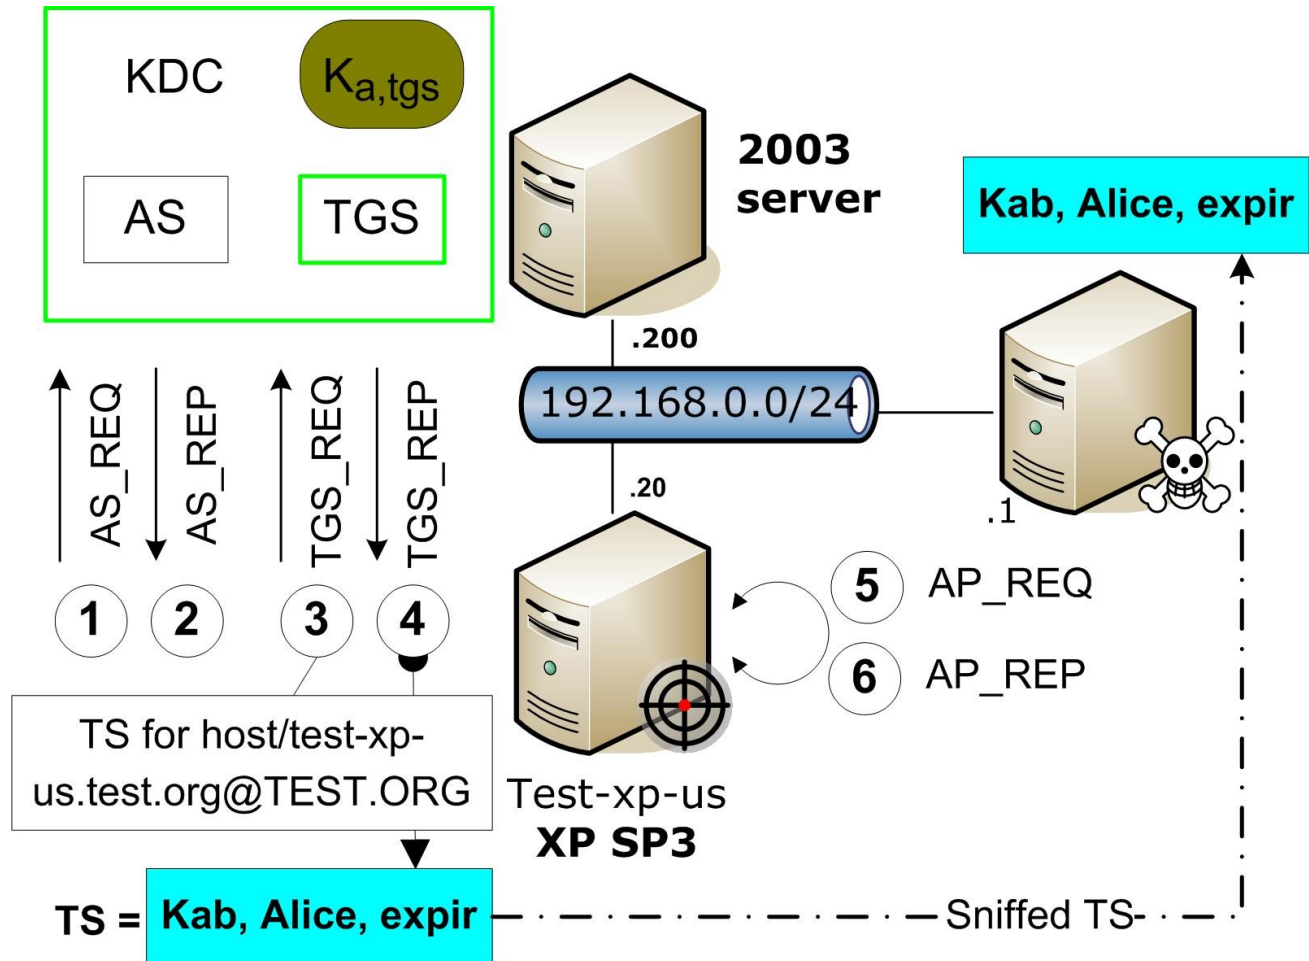 KDC
Ka,tgs
AS
TGS
2003
server
Kab, Alice, expir
.200
192.168.0.0/24
.20
.1
AS_REQ
AS_REP
TGS_REQ
TGS_REP
1
2
3
4
5
AP_REQ
6
AP_REP
TS for host/test-xp-
us.test.org@TEST.ORG
Test-xp-us
XP SP3
TS =
Kab, Alice, expir
Sniffed TS